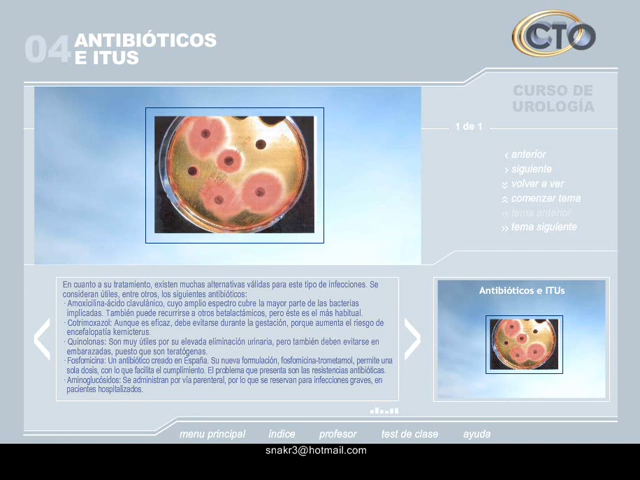 04 ANTIBIÓTICOS
E ITUS
CTO
CURSO DE
UROLOGÍA
1 de 1
‹ anterior
› siguiente
volver a ver
comenzar tema
‹‹ tema anterior
›› tema siguiente
En cuanto a su tratamiento, existen muchas alternativas válidas para este tipo de infecciones. Se
consideran útiles, entre otros, los siguientes antibióticos:
· Amoxicilina-ácido clavulánico, cuyo amplio espectro cubre la mayor parte de las bacterias
implicadas. También puede recurrirse a otros betalactámicos, pero éste es el más habitual.
· Cotrimoxazol: Aunque es eficaz, debe evitarse durante la gestación, porque aumenta el riesgo de
encefalopatía kernicterus.
· Quinolonas: Son muy útiles por su elevada eliminación urinaria, pero también deben evitarse en
embarazadas, puesto que son teratógenas.
· Fosfomicina: Un antibiótico creado en España. Su nueva formulación, fosfomicina-trometamol, permite una
sola dosis, con lo que facilita el cumplimiento. El problema que presenta son las resistencias antibióticas.
· Aminoglucósidos: Se administran por vía parenteral, por lo que se reservan para infecciones graves, en
pacientes hospitalizados.
Antibióticos e ITUs
menu principal indice profesor test de clase ayuda
snakr3@hotmail.com